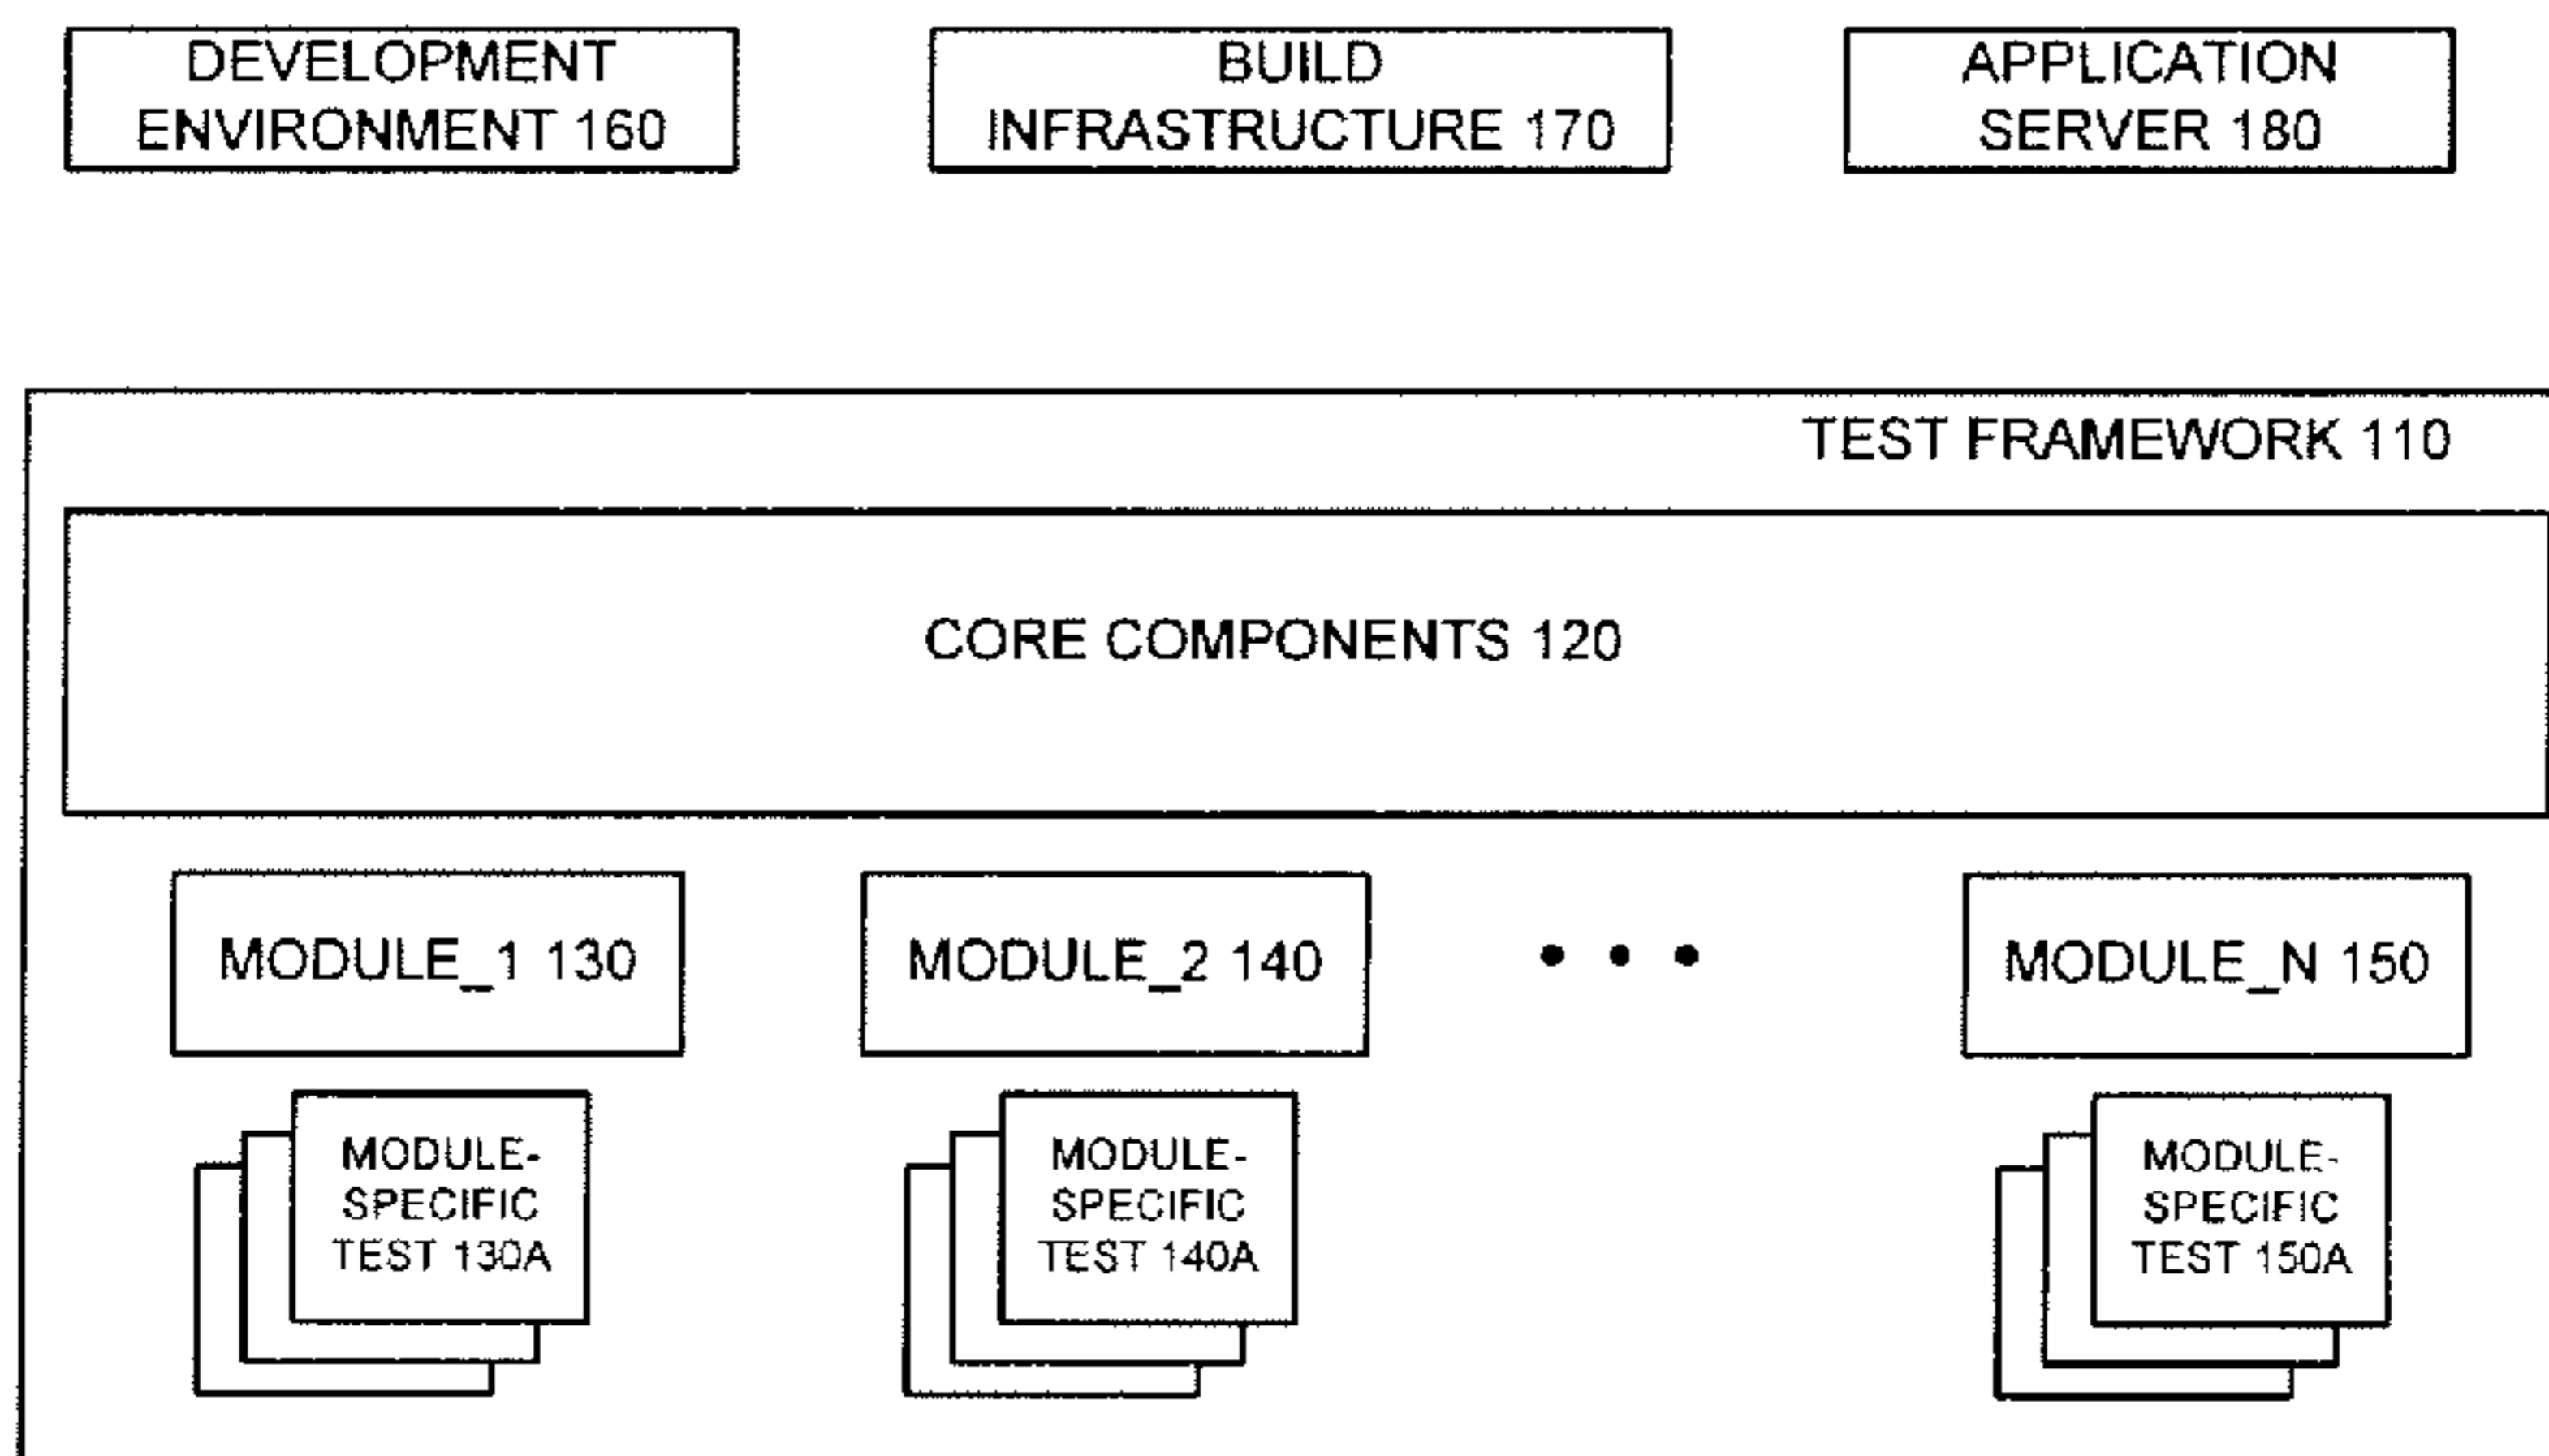 DEVELOPMENT
ENVIRONMENT 160
BUILD
INFRASTRUCTURE 170
APPLICATION
SERVER 180
TEST FRAMEWORK 110
CORE COMPONENTS 120
MODULE_1 130
MODULE_2 140
MODULE_N 150
MODULE-
SPECIFIC
TEST 130A
MODULE-
SPECIFIC
TEST 140A
MODULE-
SPECIFIC
TEST 150A